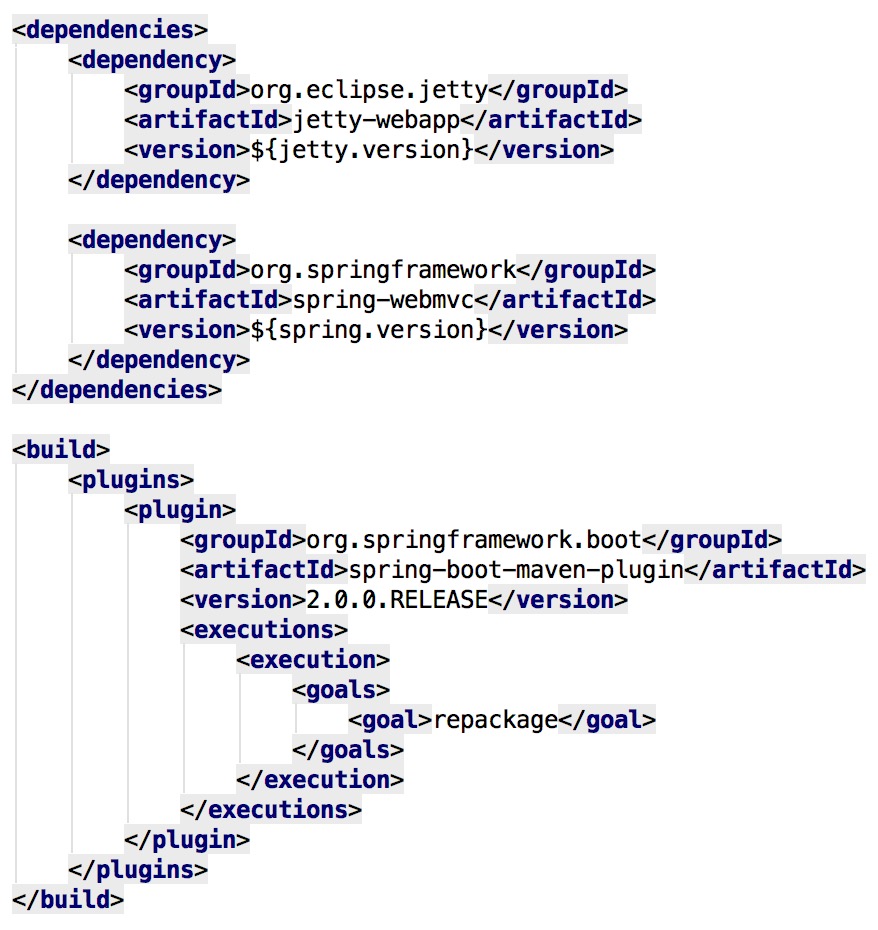 <dependencies>
    <dependency>
        <groupId>org.eclipse.jetty</groupId>
        <artifactId>jetty-webapp</artifactId>
        <version>${jetty.version}</version>
    </dependency>

    <dependency>
        <groupId>org.springframework</groupId>
        <artifactId>spring-webmvc</artifactId>
        <version>${spring.version}</version>
    </dependency>
</dependencies>

<build>
    <plugins>
        <plugin>
            <groupId>org.springframework.boot</groupId>
            <artifactId>spring-boot-maven-plugin</artifactId>
            <version>2.0.0.RELEASE</version>
            <executions>
                <execution>
                    <goals>
                        <goal>repackage</goal>
                    </goals>
                </execution>
            </executions>
        </plugin>
    </plugins>
</build>